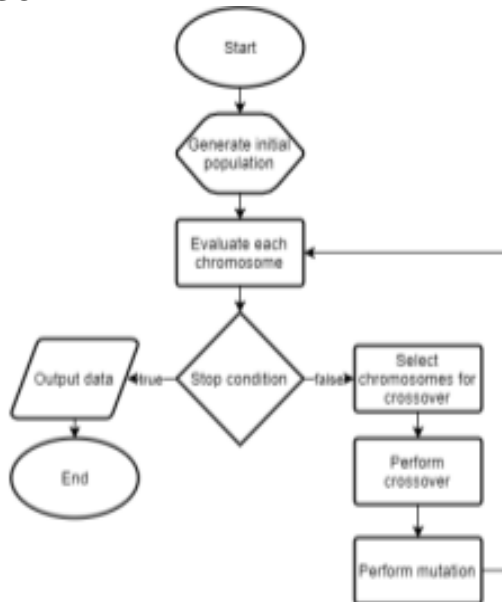 Start
Generate initial
population
Evaluate each
chromosome
Stop condition
true
false
Output data
End
Select
chromosomes for
crossover
Perform
crossover
Perform mutation